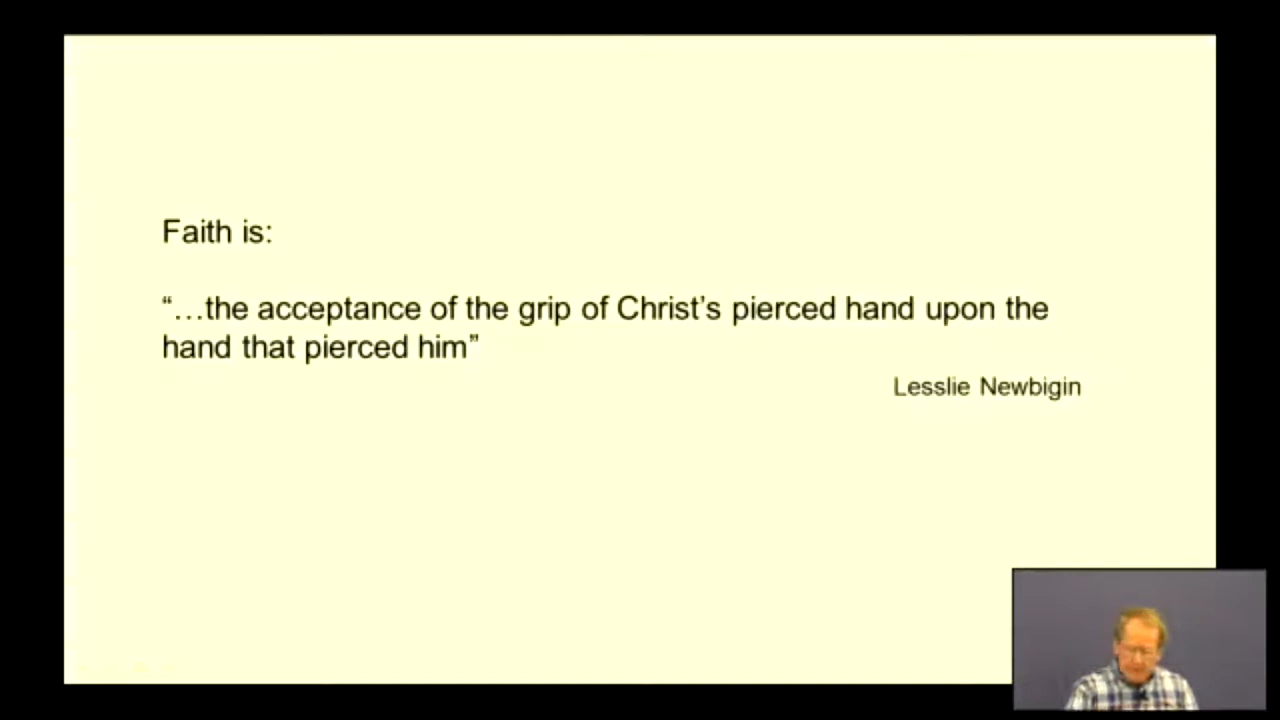 Faith is:
“…the acceptance of the grip of Christ’s pierced hand upon the
hand that pierced him”
Lesslie Newbigin